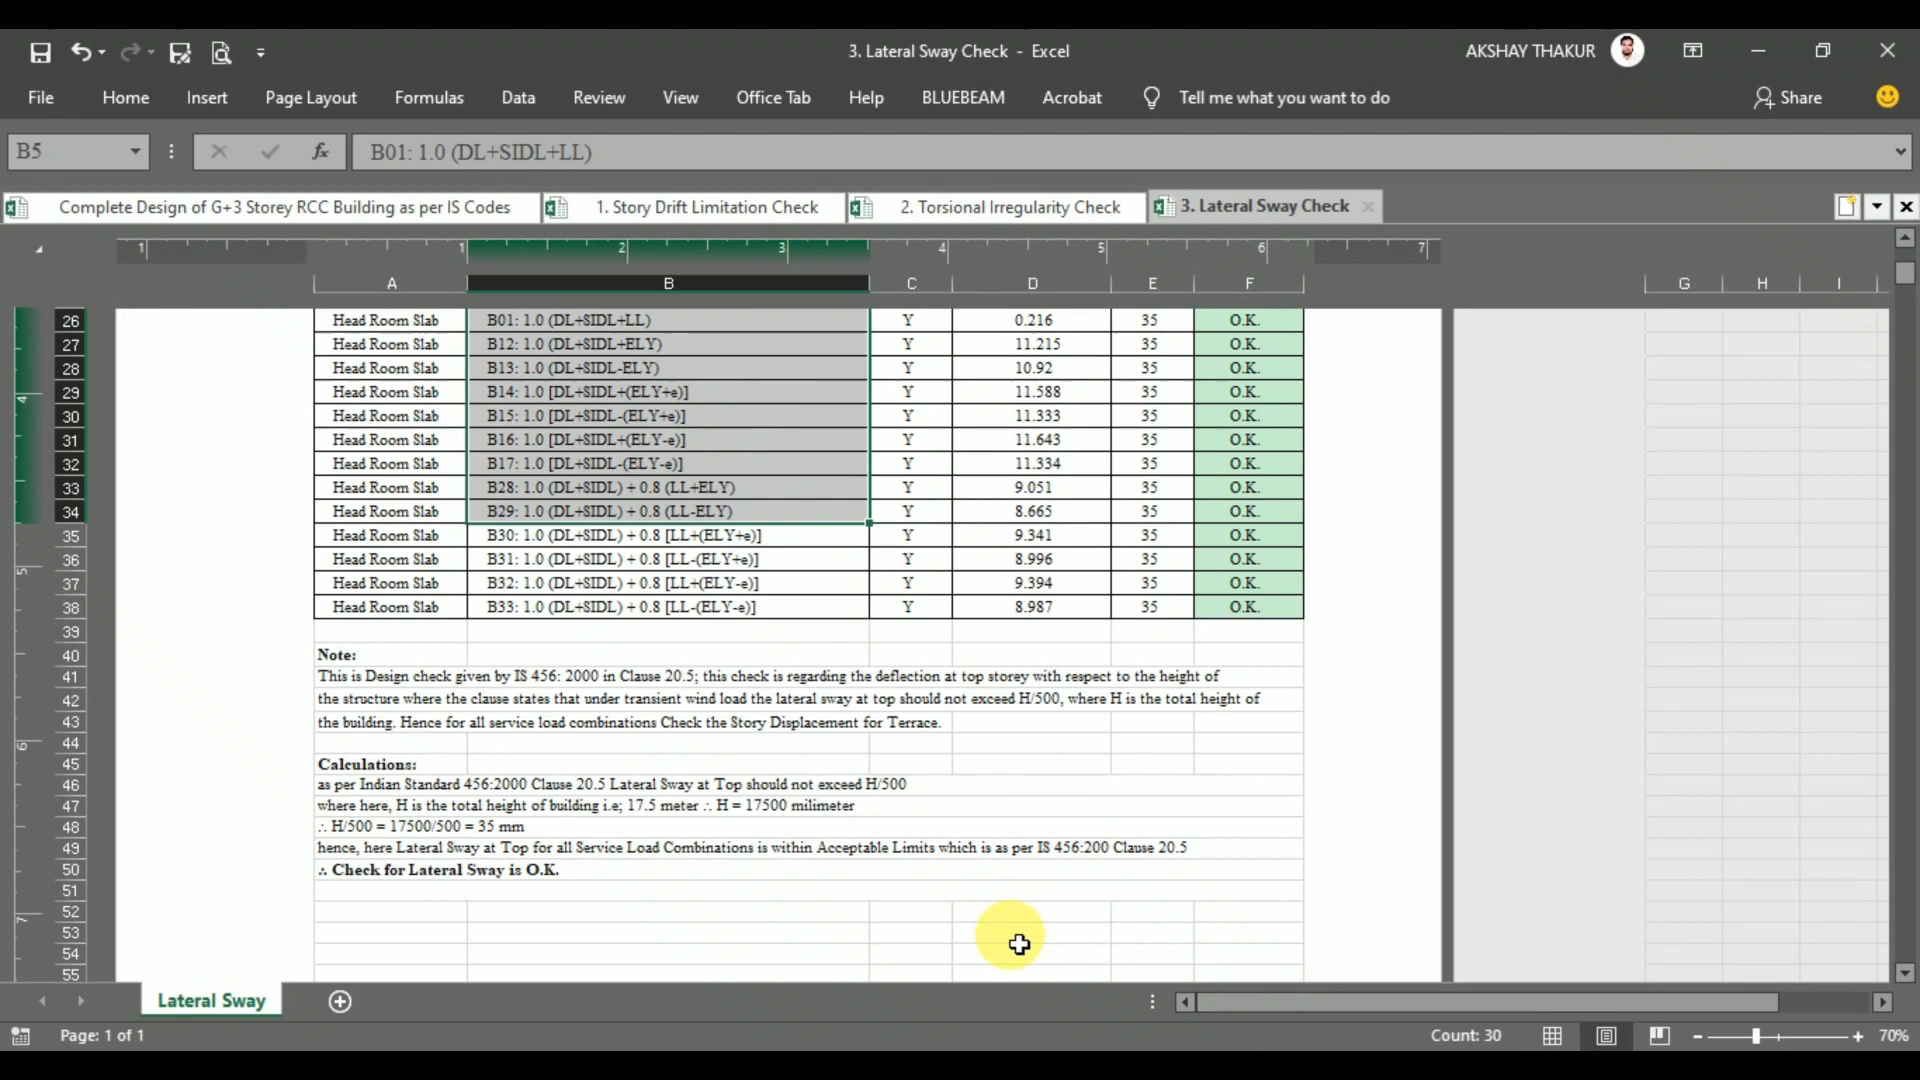 3. Lateral Sway Check - Excel
AKSHAY THAKUR
File Home Insert Page Layout Formulas Data Review View Office Tab Help BLUEBEAM Acrobat Tell me what you want to do Share
B5 fx B01: 1.0 (DL+SIDL+LL)
Complete Design of G+3 Storey RCC Building as per IS Codes 1. Story Drift Limitation Check 2. Torsional Irregularity Check 3. Lateral Sway Check
1 1 2 3 4 5 6 7
A B C D E F G H I
26 Head Room Slab B01: 1.0 (DL+SIDL+LL) Y 0.216 35 O.K.
27 Head Room Slab B12: 1.0 (DL+SIDL+ELY) Y 11.215 35 O.K.
28 Head Room Slab B13: 1.0 (DL+SIDL-ELY) Y 10.92 35 O.K.
29 Head Room Slab B14: 1.0 [DL+SIDL+(ELY+e)] Y 11.588 35 O.K.
30 Head Room Slab B15: 1.0 [DL+SIDL-(ELY+e)] Y 11.333 35 O.K.
31 Head Room Slab B16: 1.0 [DL+SIDL+(ELY-e)] Y 11.643 35 O.K.
32 Head Room Slab B17: 1.0 [DL+SIDL-(ELY-e)] Y 11.334 35 O.K.
33 Head Room Slab B28: 1.0 (DL+SIDL) + 0.8 (LL+ELY) Y 9.051 35 O.K.
34 Head Room Slab B29: 1.0 (DL+SIDL) + 0.8 (LL-ELY) Y 8.665 35 O.K.
35 Head Room Slab B30: 1.0 (DL+SIDL) + 0.8 [LL+(ELY+e)] Y 9.341 35 O.K.
36 Head Room Slab B31: 1.0 (DL+SIDL) + 0.8 [LL-(ELY+e)] Y 8.996 35 O.K.
37 Head Room Slab B32: 1.0 (DL+SIDL) + 0.8 [LL+(ELY-e)] Y 9.394 35 O.K.
38 Head Room Slab B33: 1.0 (DL+SIDL) + 0.8 [LL-(ELY-e)] Y 8.987 35 O.K.
39
40 Note:
41 This is Design check given by IS 456: 2000 in Clause 20.5; this check is regarding the deflection at top storey with respect to the height of
42 the structure where the clause states that under transient wind load the lateral sway at top should not exceed H/500, where H is the total height of
43 the building. Hence for all service load combinations Check the Story Displacement for Terrace.
44
45 Calculations:
46 as per Indian Standard 456:2000 Clause 20.5 Lateral Sway at Top should not exceed H/500
47 where here, H is the total height of building i.e; 17.5 meter ∴ H = 17500 milimeter
48 ∴ H/500 = 17500/500 = 35 mm
49 hence, here Lateral Sway at Top for all Service Load Combinations is within Acceptable Limits which is as per IS 456:200 Clause 20.5
50 ∴ Check for Lateral Sway is O.K.
51
52
53
54
55
4
5
6
7
Lateral Sway
Page: 1 of 1 Count: 30 70%